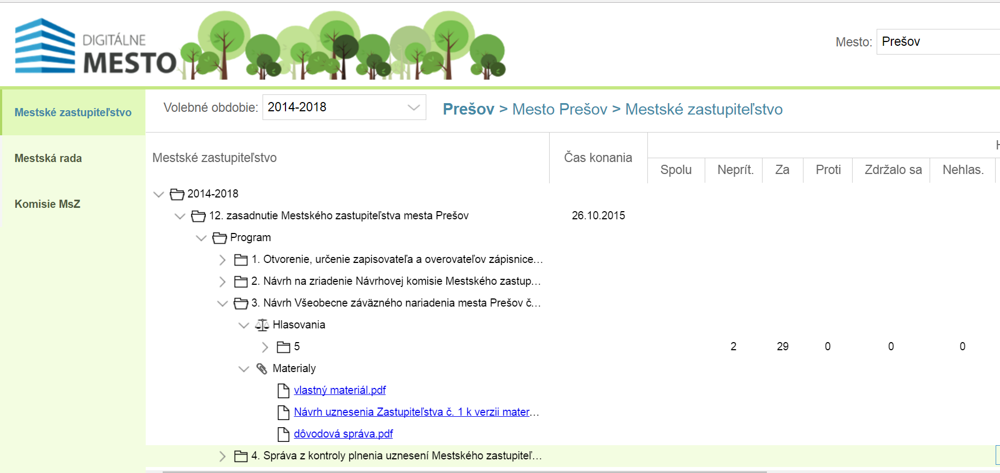 DIGITÁLNE
MESTO
Mesto: Prešov
Mestské zastupiteľstvo
Mestská rada
Komisie MsZ
Volebné obdobie: 2014-2018 Prešov > Mesto Prešov > Mestské zastupiteľstvo
Mestské zastupiteľstvo Čas konania
Spolu Neprít. Za Proti Zdržalo sa Nehlas.
2014-2018
12. zasadnutie Mestského zastupiteľstva mesta Prešov 26.10.2015
Program
1. Otvorenie, určenie zapisovateľa a overovateľov zápisnice…
2. Návrh na zriadenie Návrhovej komisie Mestského zastup…
3. Návrh Všeobecne záväzného nariadenia mesta Prešov č…
Hlasovania
5 2 29 0 0 0
Materialy
vlastný materiál.pdf
Návrh uznesenia Zastupiteľstva č. 1 k verzii mater…
dôvodová správa.pdf
4. Správa z kontroly plnenia uznesení Mestského zastupiteľ…